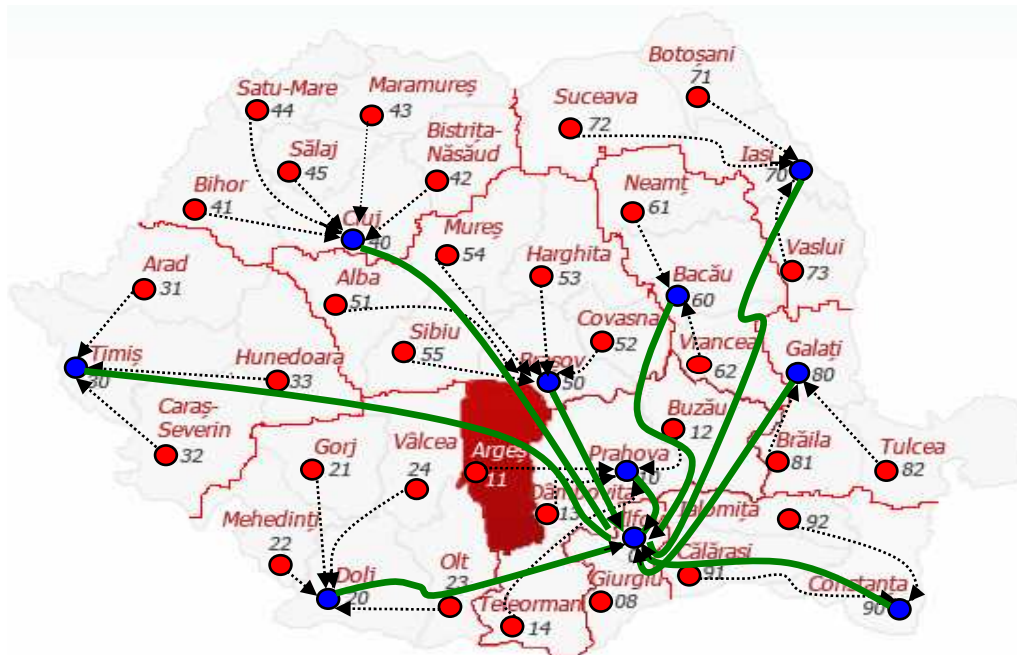 Botoșani
71
Satu-Mare
44
Maramureș
43
Suceava
72
Bistrița-
Năsăud
42
Sălaj
45
Iași
70
Bihor
41
Neamț
61
Cluj
40
Mureș
54
Harghita
53
Vaslui
73
Arad
31
Alba
51
Bacău
60
Covasna
52
Sibiu
55
Vrancea
62
Galați
80
Timiș
30
Hunedoara
33
Brașov
50
Caraș-
Severin
32
Buzău
12
Gorj
21
Vâlcea
24
Argeș
11
Prahova
10
Brăila
81
Tulcea
82
Dâmbovița
13
Mehedinți
22
Ialomița
92
Ilfov
Olt
23
Călărași
91
Dolj
20
Giurgiu
08
Constanța
90
Teleorman
14